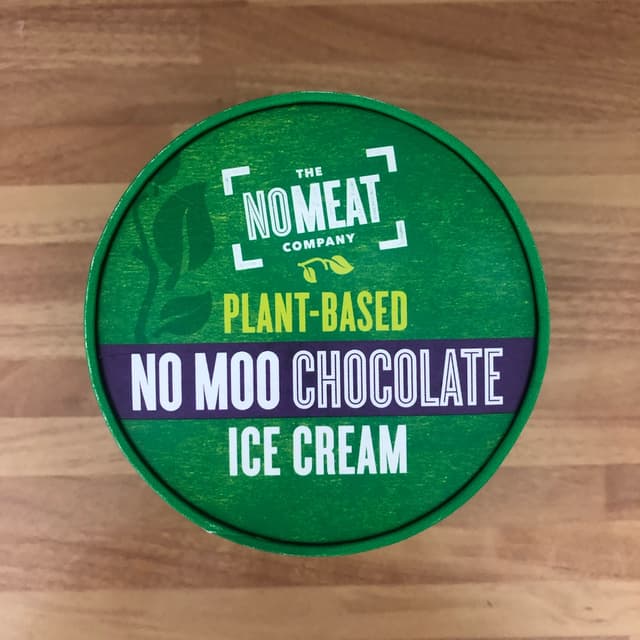 THE
NOMEAT
COMPANY
PLANT-BASED
NO MOO CHOCOLATE
ICE CREAM